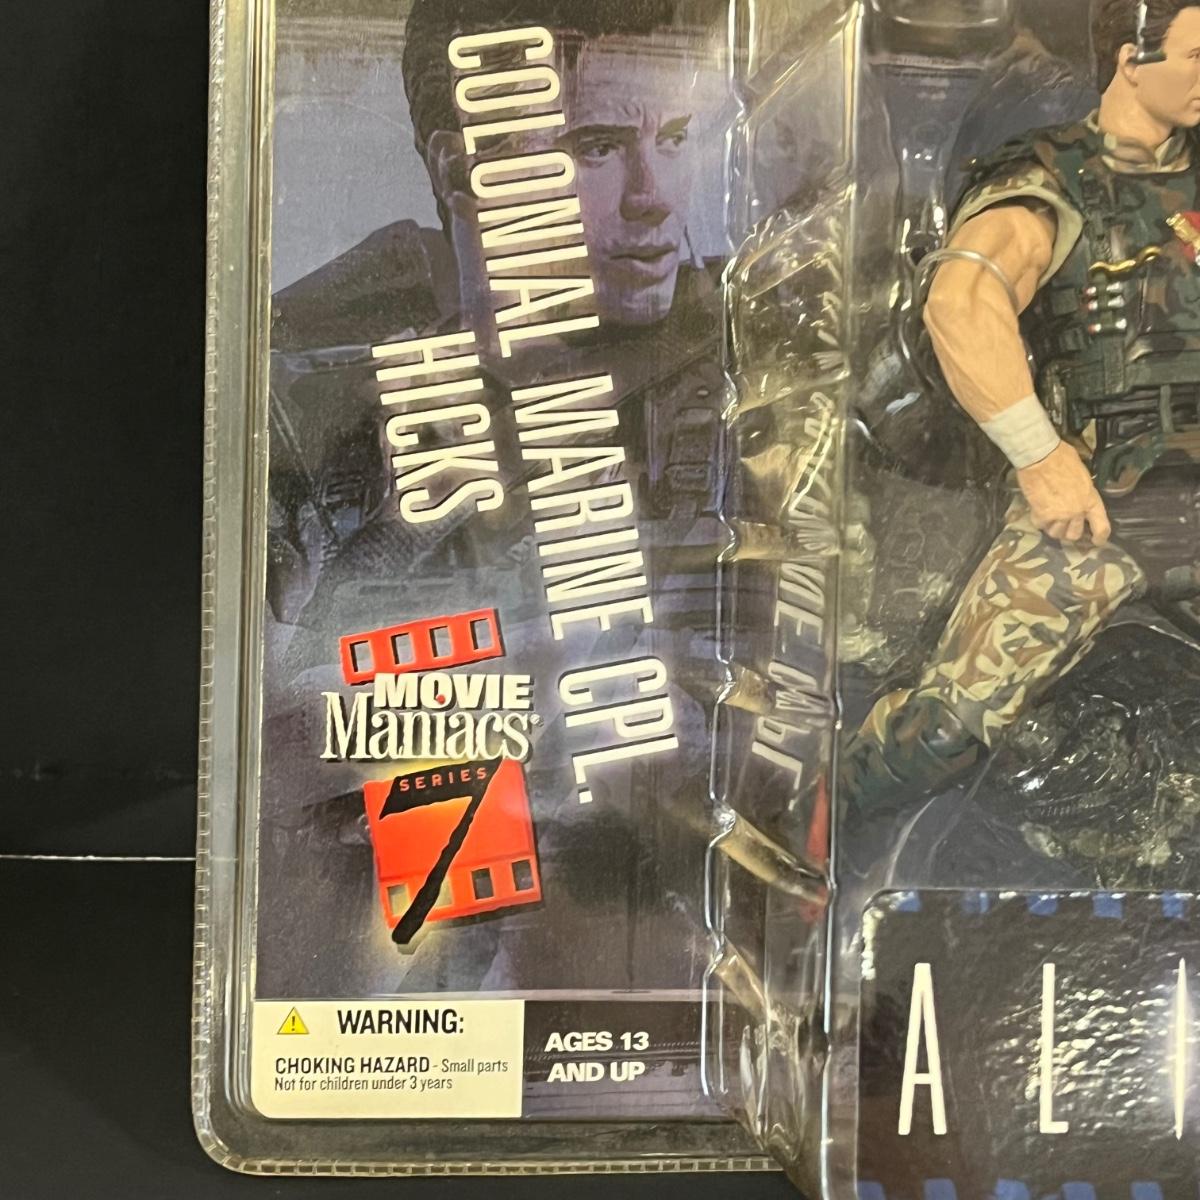 COLONIAL MARINE CPL.
HICKS
MOVIE
Maniacs®
SERIES
7
WARNING:
CHOKING HAZARD - Small parts
Not for children under 3 years
AGES 13
AND UP
ALI